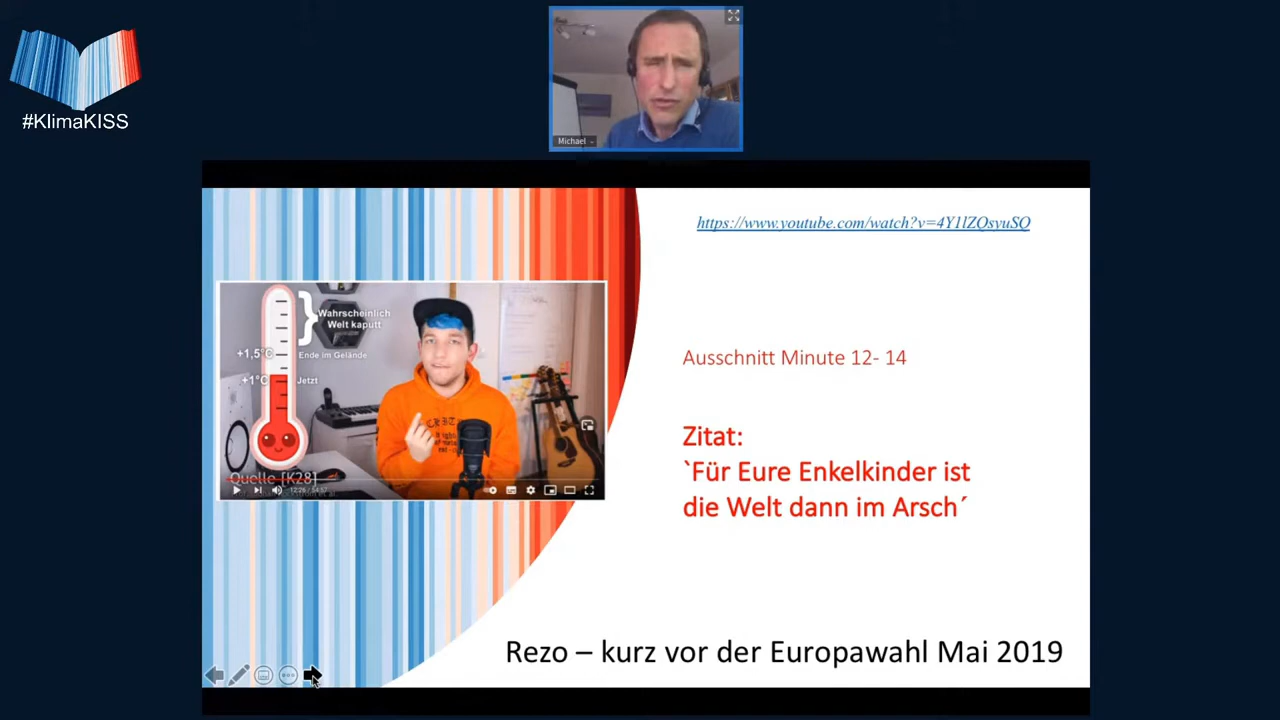 #KlimaKISS
Michael
https://www.youtube.com/watch?v=4Y1lZQsyuSQ
Wahrscheinlich
Welt kaputt
+1,5°C
Ende im Gelände
+1°C
Jetzt
Quelle [K28]
Ausschnitt Minute 12- 14
Zitat:
`Für Eure Enkelkinder ist
die Welt dann im Arsch´
Rezo – kurz vor der Europawahl Mai 2019